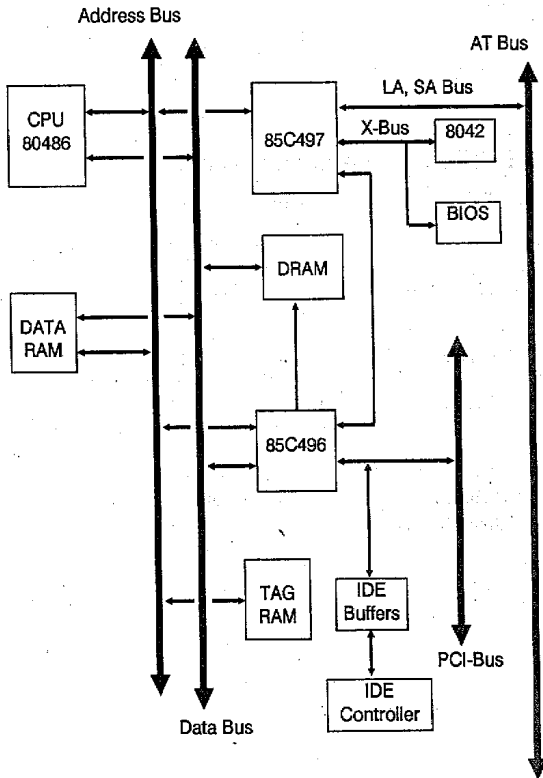 Address Bus
AT Bus
CPU
80486
85C497
LA, SA Bus
X-Bus
8042
BIOS
DRAM
DATA
RAM
85C496
TAG
RAM
IDE
Buffers
PCI-Bus
IDE
Controller
Data Bus